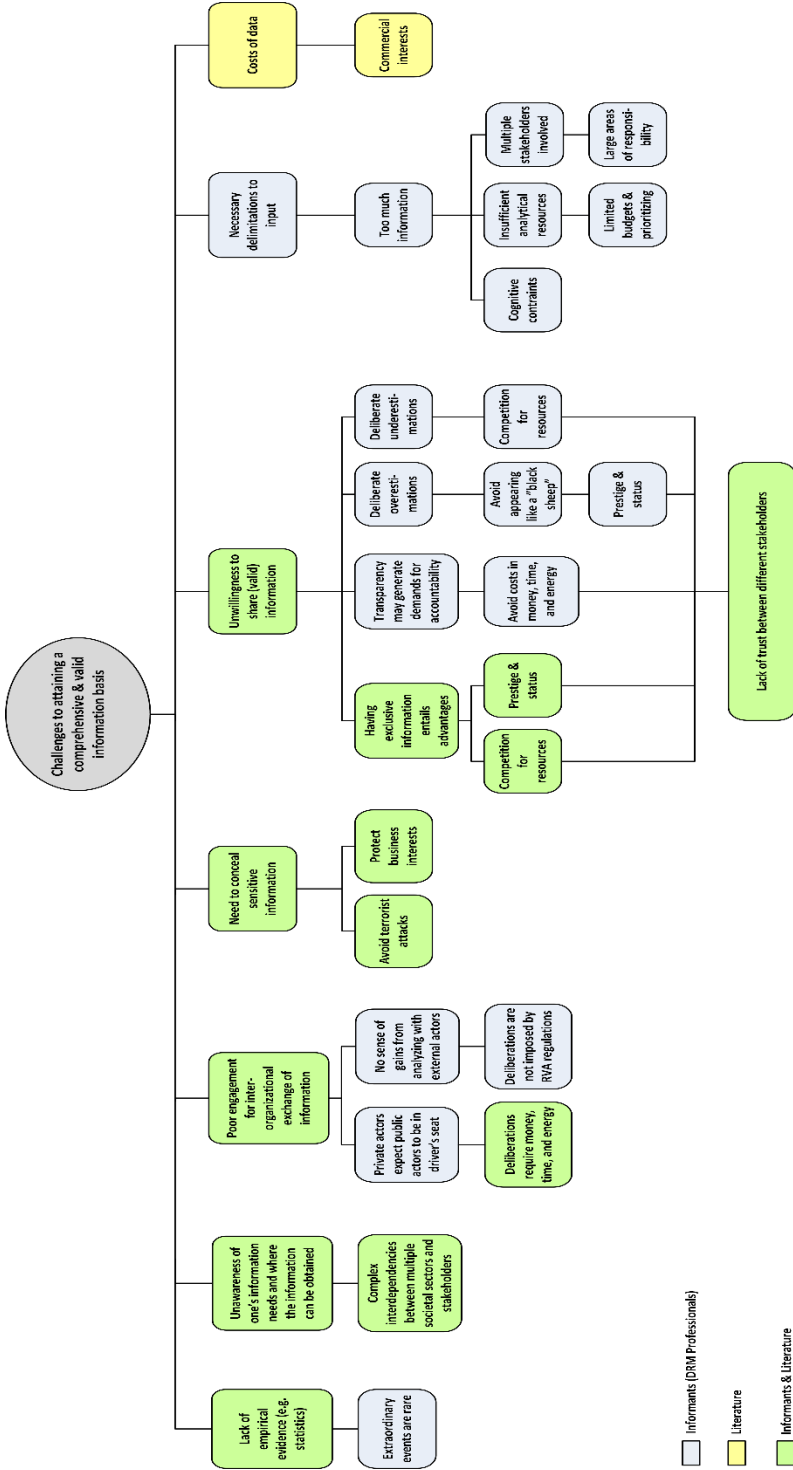 Challenges to attaining a
comprehensive & valid
information basis
Lack of
empirical
evidence (e.g.
statistics)
Extraordinary
events are rare
Unawareness of
one's information
needs and where
the information
can be obtained
Complex
interdependencies
between multiple
societal sectors and
stakeholders
Poor engagement
for inter-
organizational
exchange of
information
Private actors
expect public
actors to be in
driver's seat
Deliberations
require money,
time, and energy
No sense of
gains from
analyzing with
external actors
Deliberations are
not imposed by
RVA regulations
Need to conceal
sensitive
information
Avoid terrorist
attacks
Protect
business
interests
Unwillingness to
share (valid)
information
Having
exclusive
information
entails
advantages
Competition
for
resources
Prestige &
status
Transparency
may generate
demands for
accountability
Avoid costs in
money, time,
and energy
Deliberate
overesti-
mations
Avoid
appearing
like a "black
sheep"
Prestige &
status
Deliberate
underesti-
mations
Competition
for
resources
Lack of trust between different stakeholders
Necessary
delimitations to
input
Too much
information
Cognitive
contraints
Insufficient
analytical
resources
Limited
budgets &
prioritizing
Multiple
stakeholders
involved
Large areas
of responsi-
bility
Costs of data
Commercial
interests
Informants (DRM Professionals)
Literature
Informants & Literature